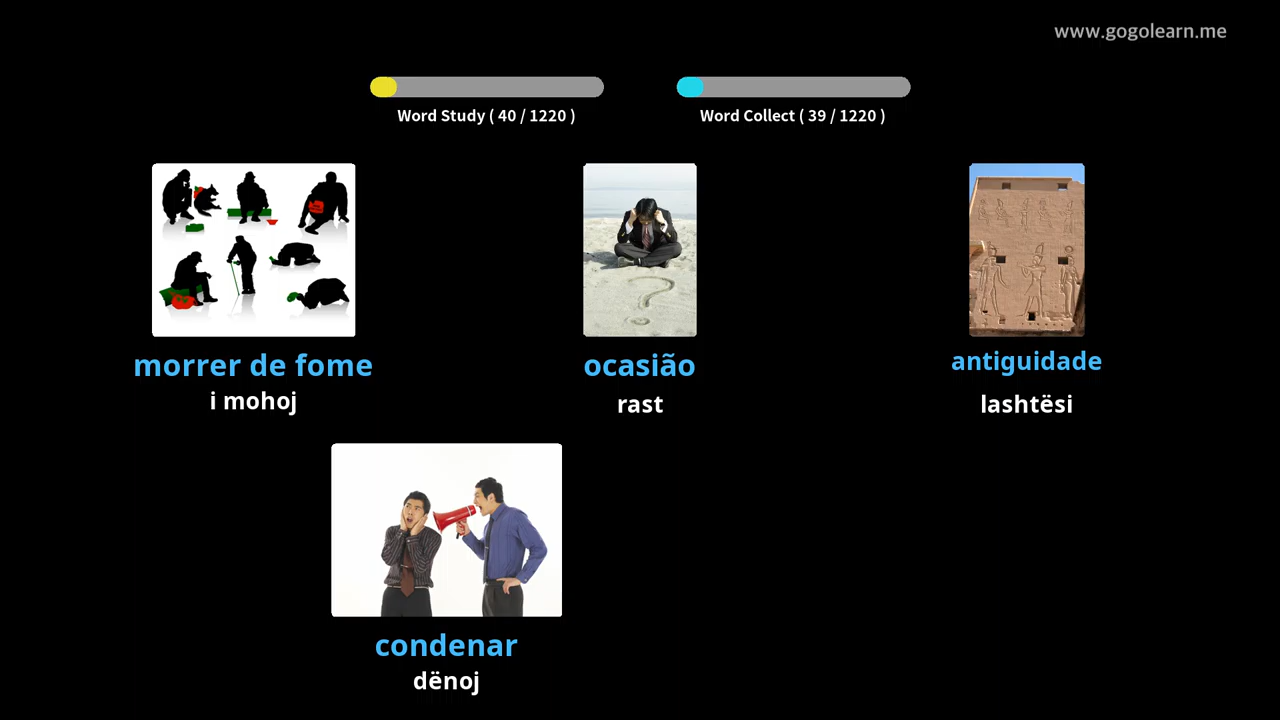 www.gogolearn.me
Word Study ( 40 / 1220 )
Word Collect ( 39 / 1220 )
morrer de fome
i mohoj
ocasião
rast
antiguidade
lashtësi
condenar
dënoj